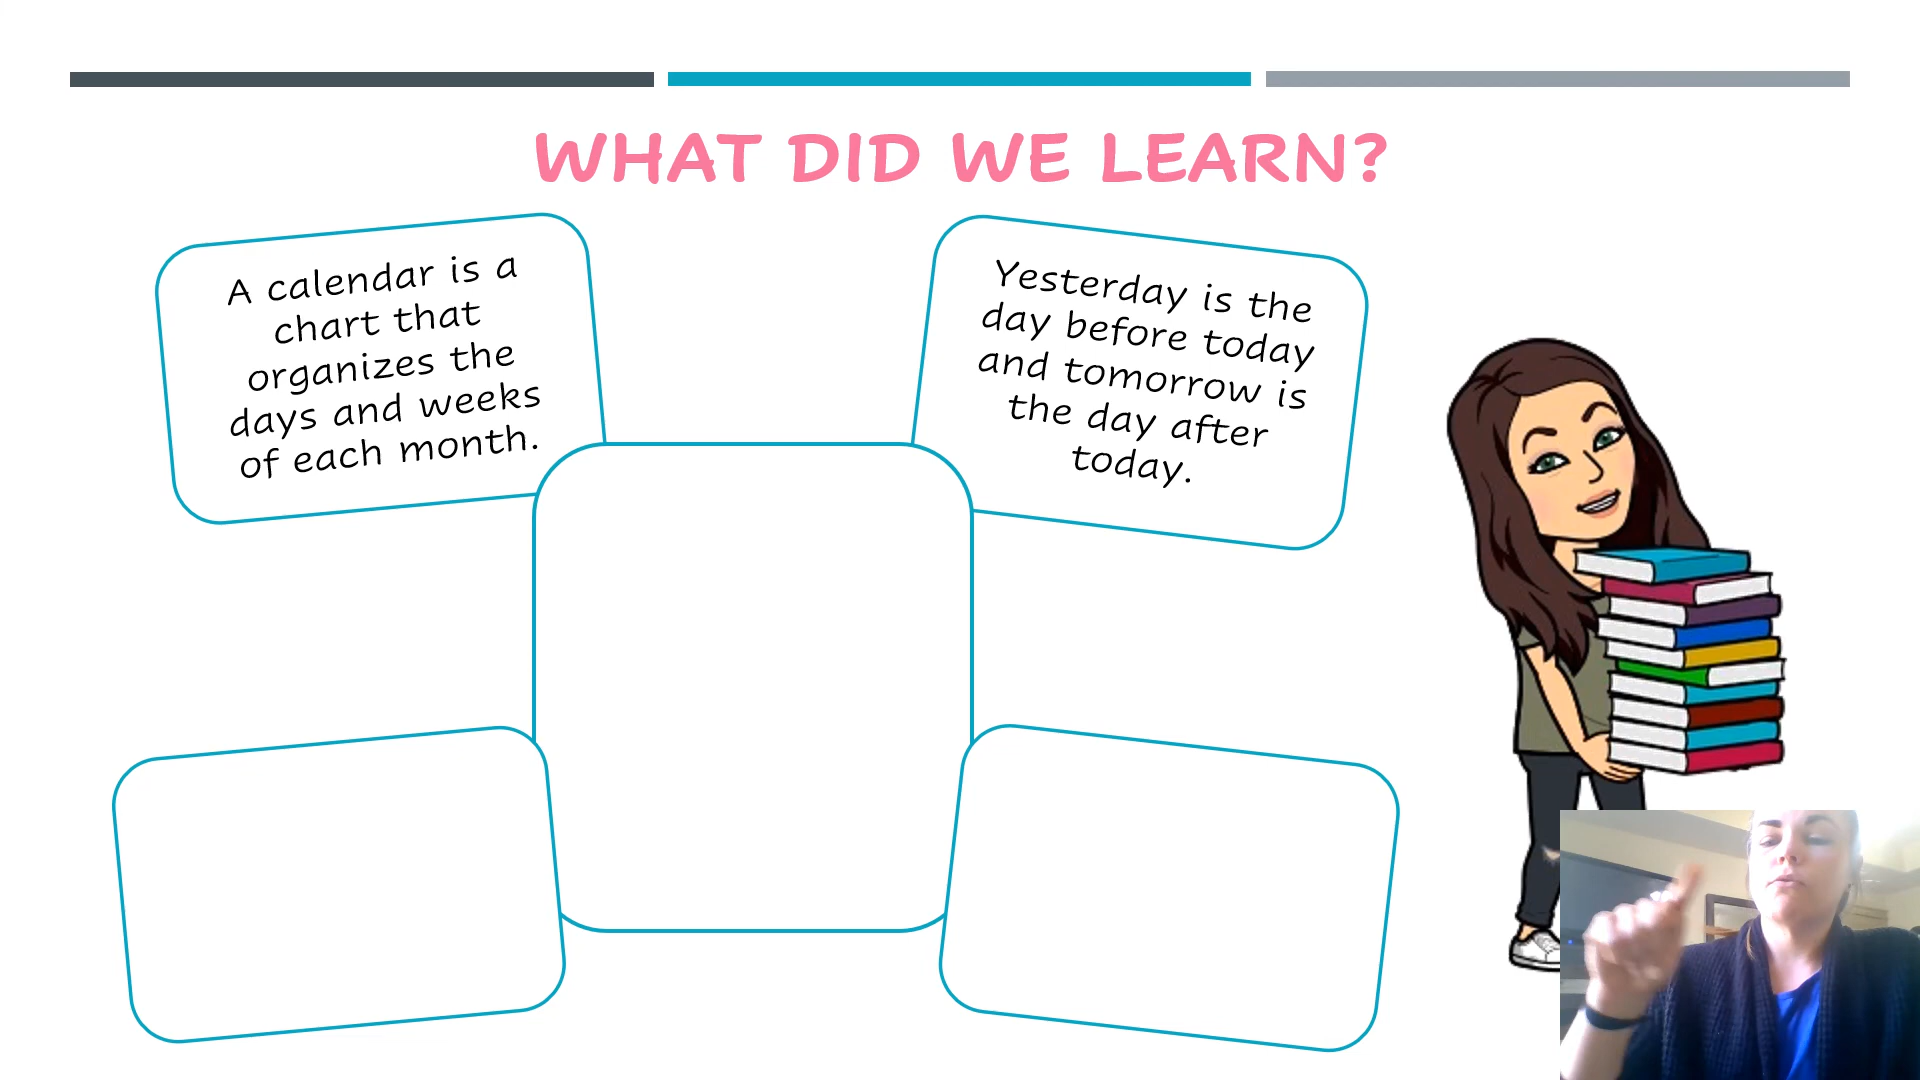 WHAT DID WE LEARN?
A calendar is a
chart that
organizes the
days and weeks
of each month.
Yesterday is the
day before today
and tomorrow is
the day after
today.